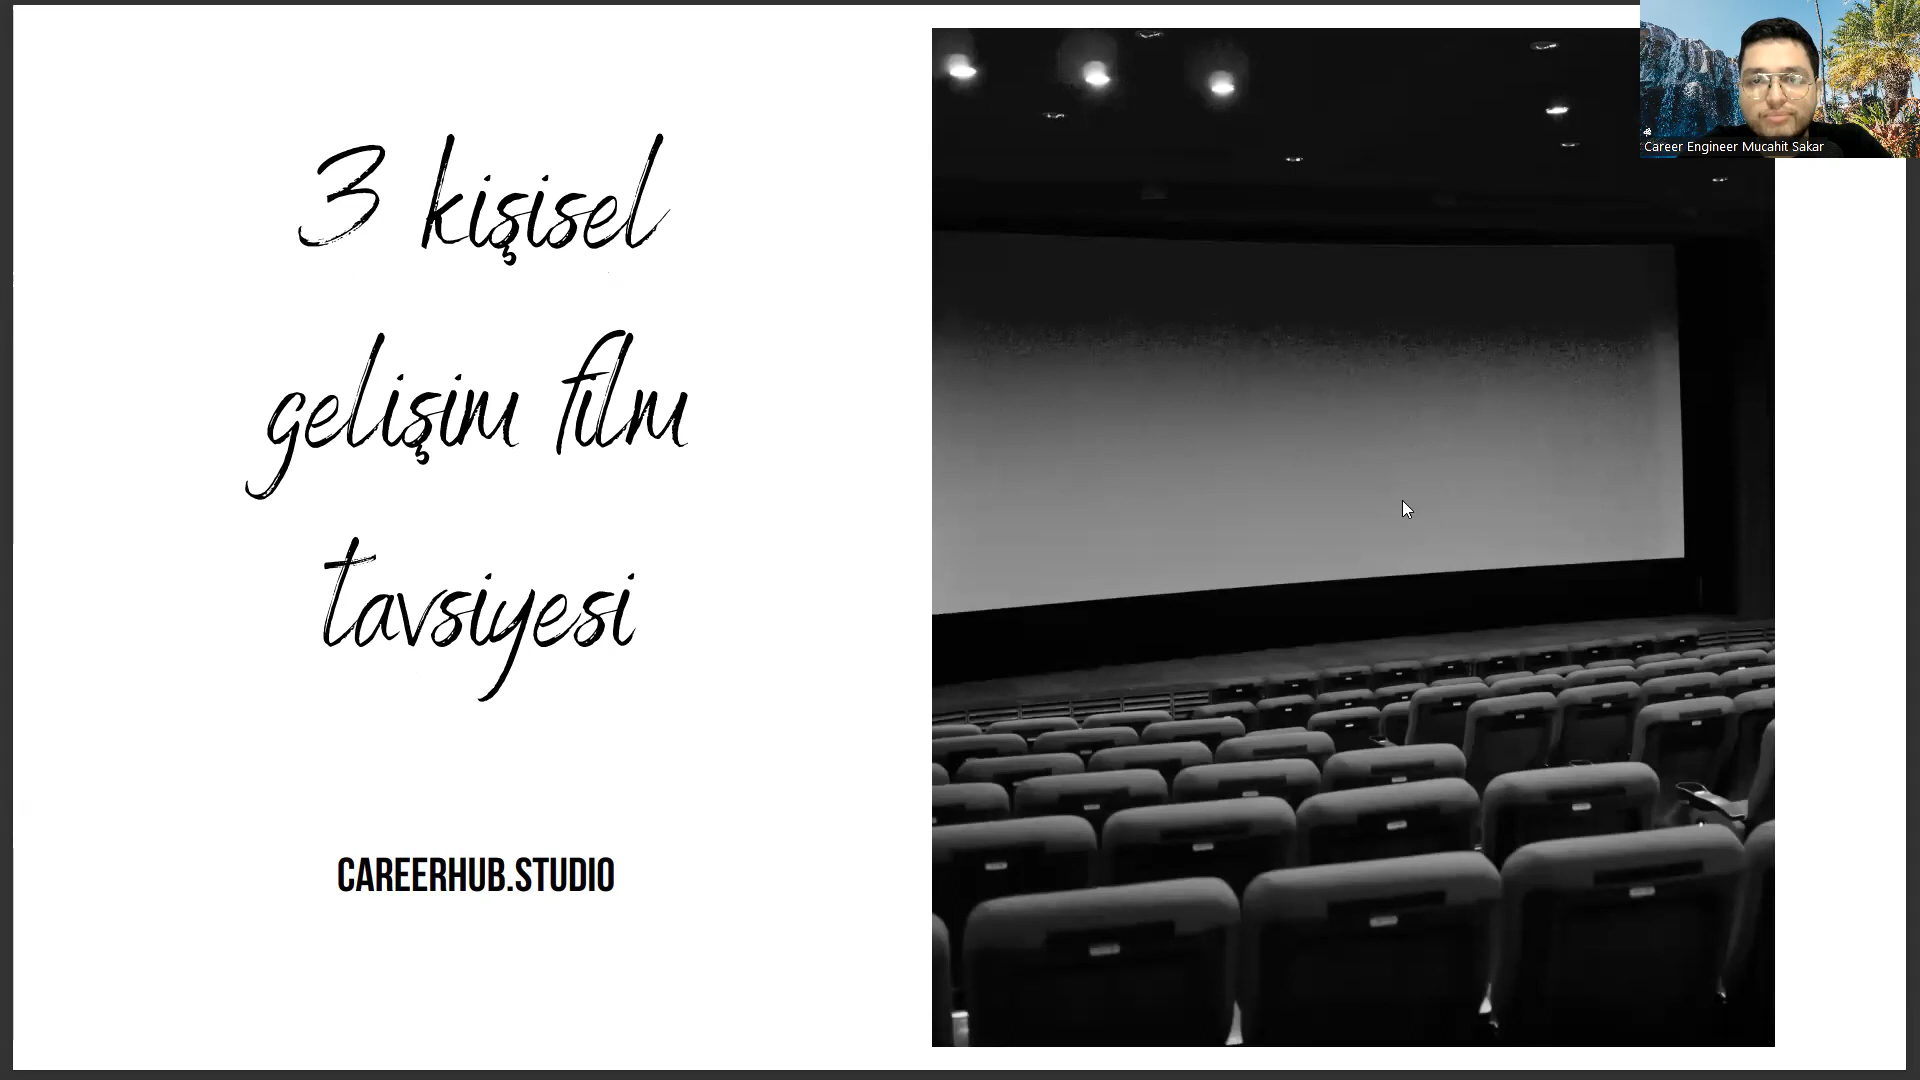 3 kişisel
gelişim film
tavsiyesi
CAREERHUB.STUDIO
Career Engineer Mucahit Sakar